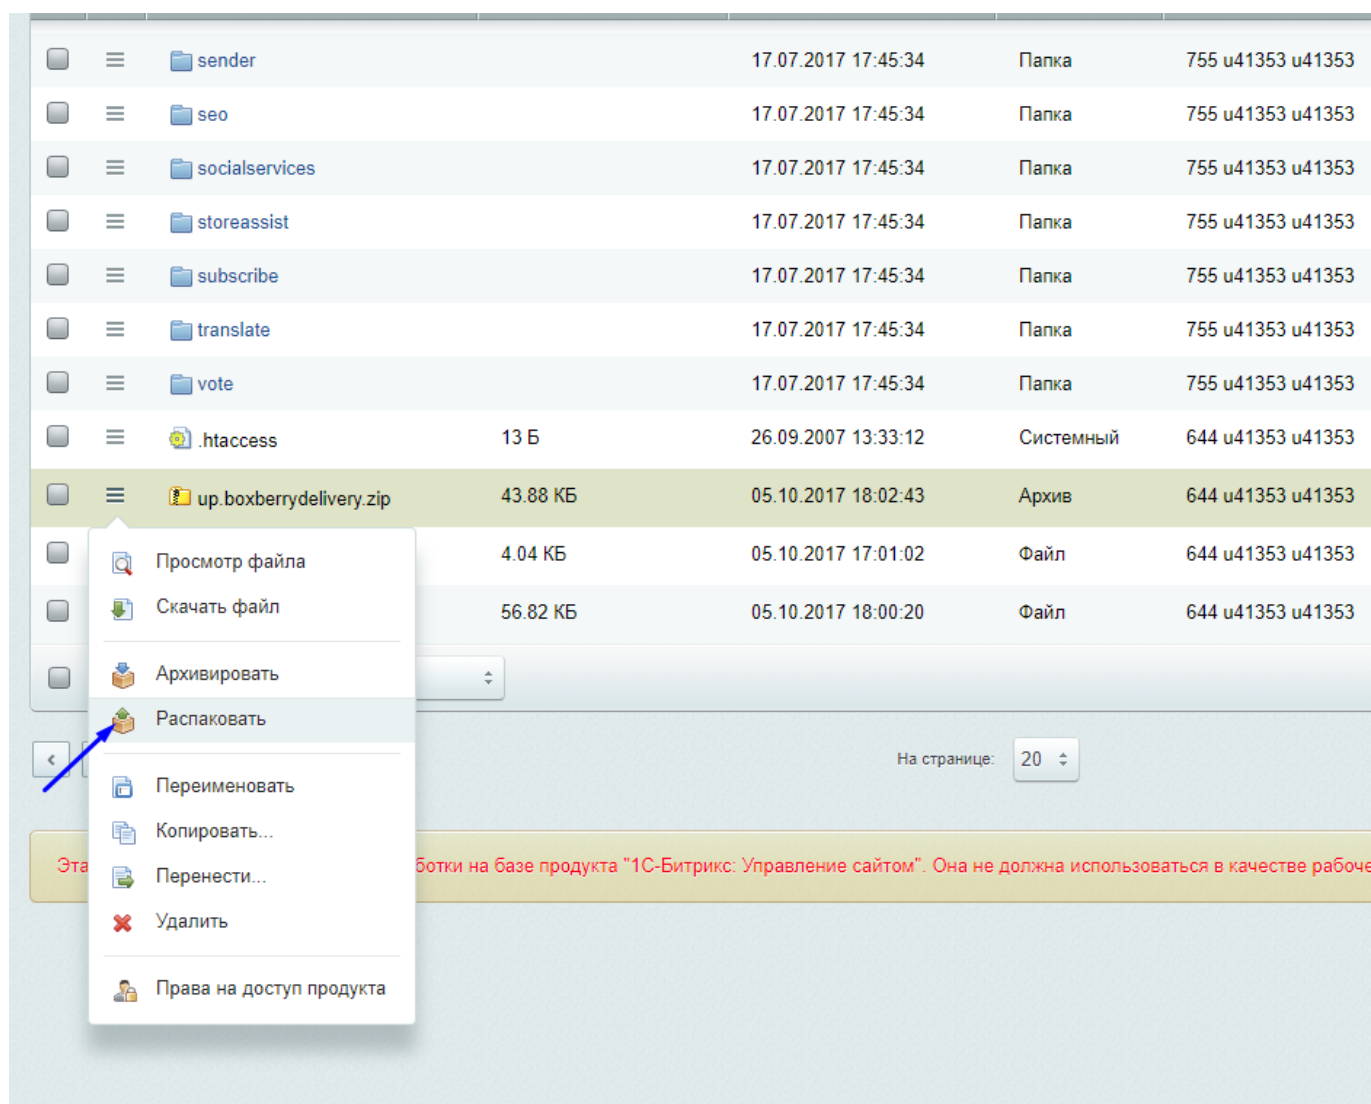 sender 17.07.2017 17:45:34 Папка 755 u41353 u41353
seo 17.07.2017 17:45:34 Папка 755 u41353 u41353
socialservices 17.07.2017 17:45:34 Папка 755 u41353 u41353
storeassist 17.07.2017 17:45:34 Папка 755 u41353 u41353
subscribe 17.07.2017 17:45:34 Папка 755 u41353 u41353
translate 17.07.2017 17:45:34 Папка 755 u41353 u41353
vote 17.07.2017 17:45:34 Папка 755 u41353 u41353
.htaccess 13 Б 26.09.2007 13:33:12 Системный 644 u41353 u41353
up.boxberrydelivery.zip 43.88 КБ 05.10.2017 18:02:43 Архив 644 u41353 u41353
4.04 КБ 05.10.2017 17:01:02 Файл 644 u41353 u41353
56.82 КБ 05.10.2017 18:00:20 Файл 644 u41353 u41353
Просмотр файла
Скачать файл
Архивировать
Распаковать
Переименовать
Копировать...
Перенести...
Удалить
Права на доступ продукта
На странице: 20
Эта ботки на базе продукта "1С-Битрикс: Управление сайтом". Она не должна использоваться в качестве рабоче